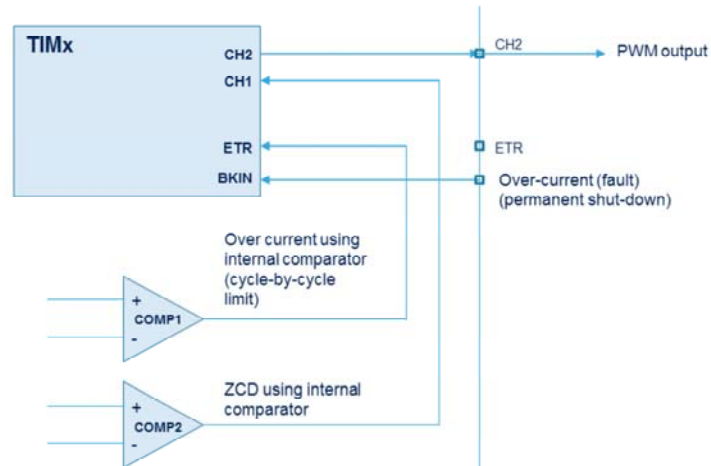 TIMx
CH2
CH1
ETR
BKIN
CH2
PWM output
ETR
Over-current (fault)
(permanent shut-down)
Over current using
internal comparator
(cycle-by-cycle
limit)
+
COMP1
-
ZCD using internal
comparator
+
COMP2
-